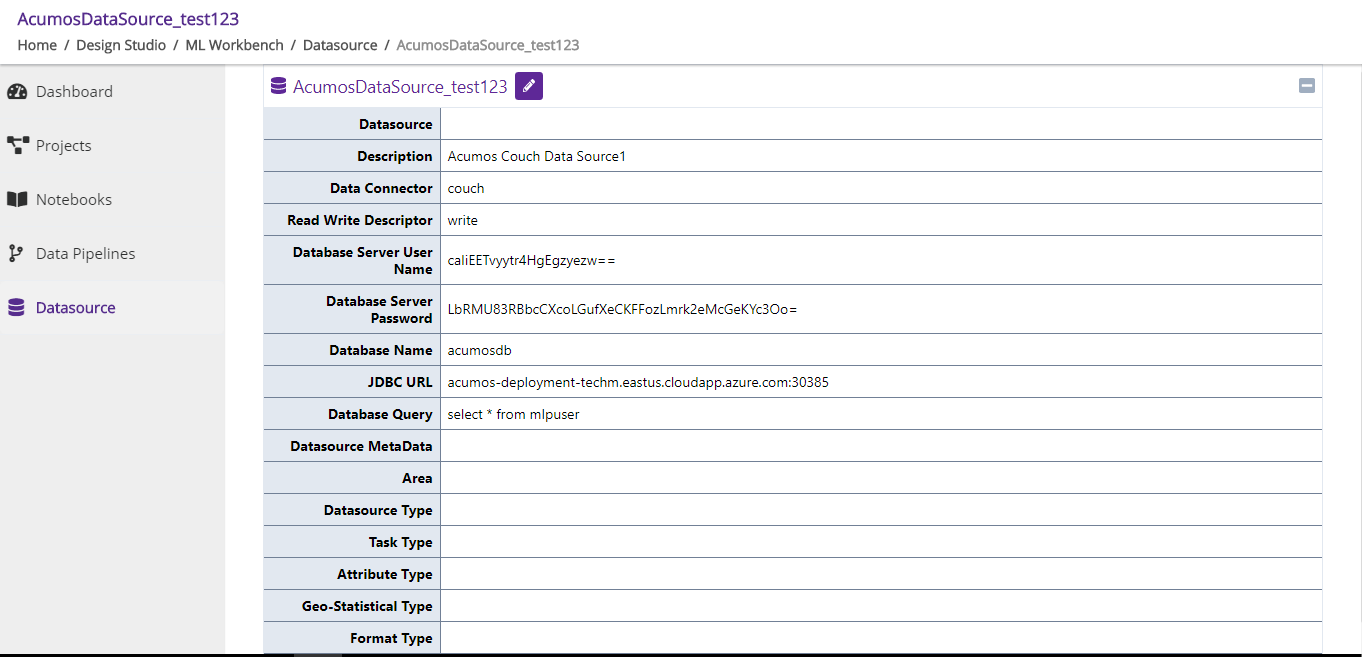 AcumosDataSource_test123
Home / Design Studio / ML Workbench / Datasource / AcumosDataSource_test123
Dashboard
Projects
Notebooks
Data Pipelines
Datasource
AcumosDataSource_test123
Datasource
Description Acumos Couch Data Source1
Data Connector couch
Read Write Descriptor write
Database Server User
Name caliEETvyytr4HgEgzyezw==
Database Server
Password LbRMU83RBbcCXcoLGufXeCKFFozLmrk2eMcGeKYc3Oo=
Database Name acumosdb
JDBC URL acumos-deployment-techm.eastus.cloudapp.azure.com:30385
Database Query select * from mlpuser
Datasource MetaData
Area
Datasource Type
Task Type
Attribute Type
Geo-Statistical Type
Format Type